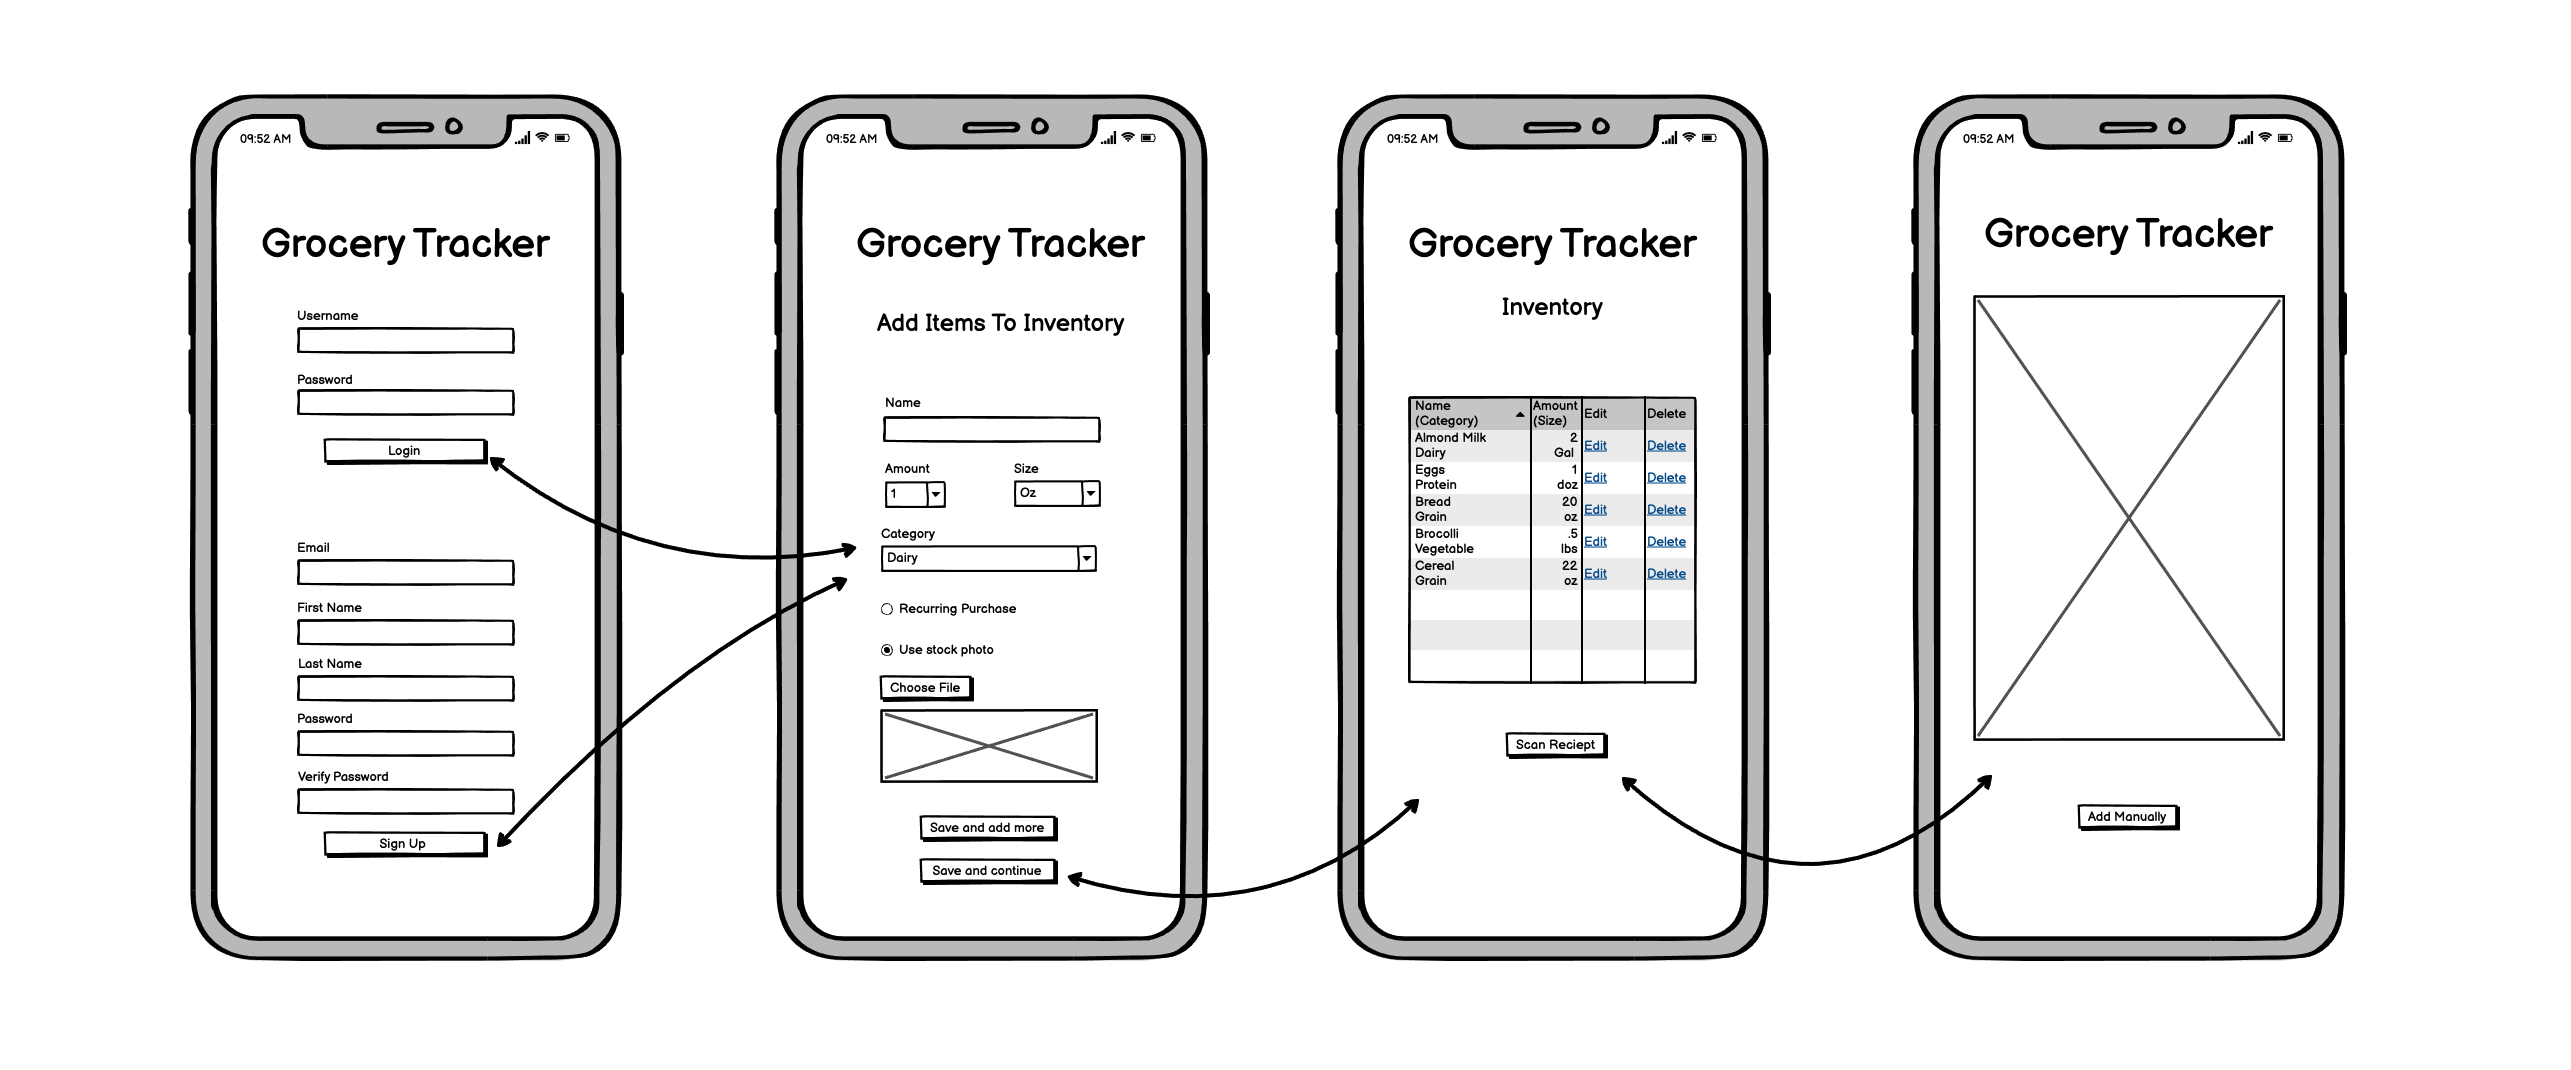 09:52 AM
Grocery Tracker
Username
Password
Login
Email
First Name
Last Name
Password
Verify Password
Sign Up
09:52 AM
Grocery Tracker
Add Items To Inventory
Name
Amount Size
1 Oz
Category
Dairy
Recurring Purchase
Use stock photo
Choose File
Save and add more
Save and continue
09:52 AM
Grocery Tracker
Inventory
Name Amount Edit Delete
(Category) (Size)
Almond Milk 2 Edit Delete
Dairy Gal
Eggs 1 Edit Delete
Protein doz
Bread 20 Edit Delete
Grain oz
Brocolli .5 Edit Delete
Vegetable lbs
Cereal 22 Edit Delete
Grain oz
Scan Reciept
09:52 AM
Grocery Tracker
Add Manually